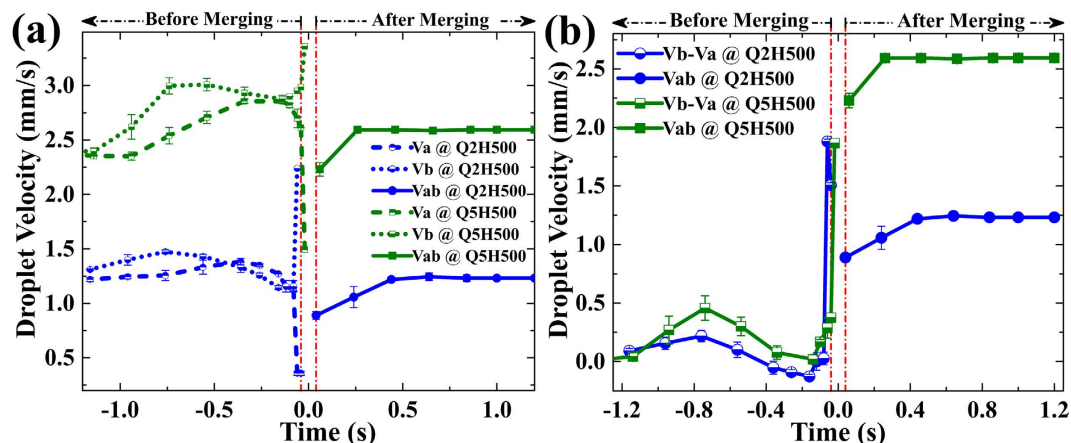 (a)
Before Merging
After Merging
Droplet Velocity (mm/s)
3.0
2.5
2.0
1.5
1.0
0.5
Va @ Q2H500
Vb @ Q2H500
Vab @ Q2H500
Va @ Q5H500
Vb @ Q5H500
Vab @ Q5H500
-1.0
-0.5
0.0
0.5
1.0
Time (s)
(b)
Before Merging
After Merging
Droplet Velocity (mm/s)
2.5
2.0
1.5
1.0
0.5
0.0
Vb-Va @ Q2H500
Vab @ Q2H500
Vb-Va @ Q5H500
Vab @ Q5H500
-1.2
-0.8
-0.4
0.0
0.4
0.8
1.2
Time (s)